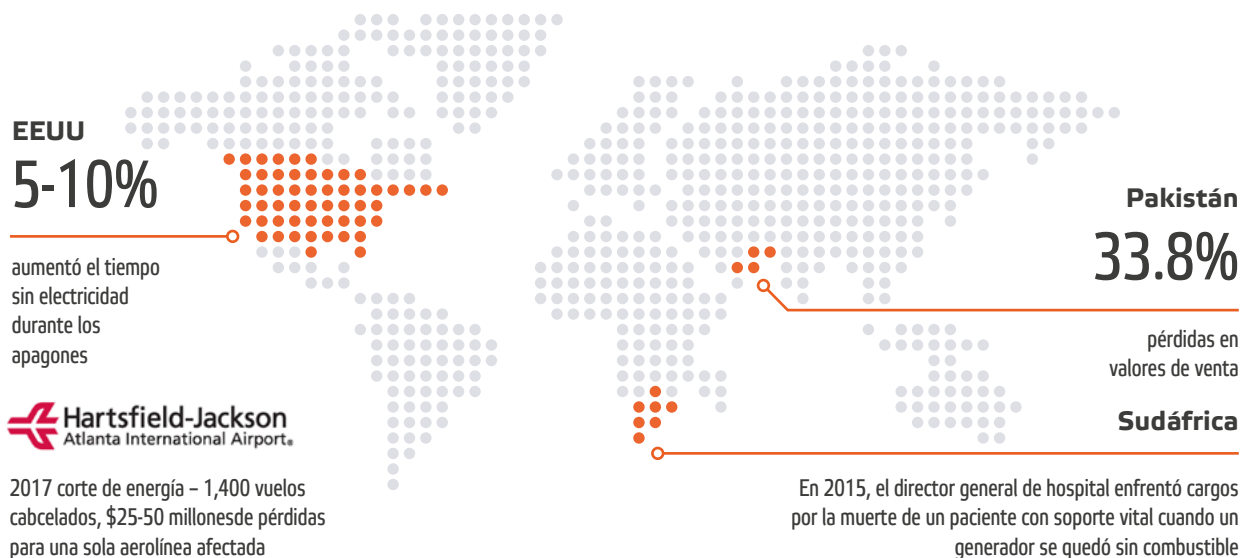 EEUU
5-10%
aumentó el tiempo
sin electricidad
durante los
apagones
Hartsfield-Jackson
Atlanta International Airport®
2017 corte de energía – 1,400 vuelos
cabcelados, $25-50 millonesde pérdidas
para una sola aerolínea afectada
Pakistán
33.8%
pérdidas en
valores de venta
Sudáfrica
En 2015, el director general de hospital enfrentó cargos
por la muerte de un paciente con soporte vital cuando un
generador se quedó sin combustible